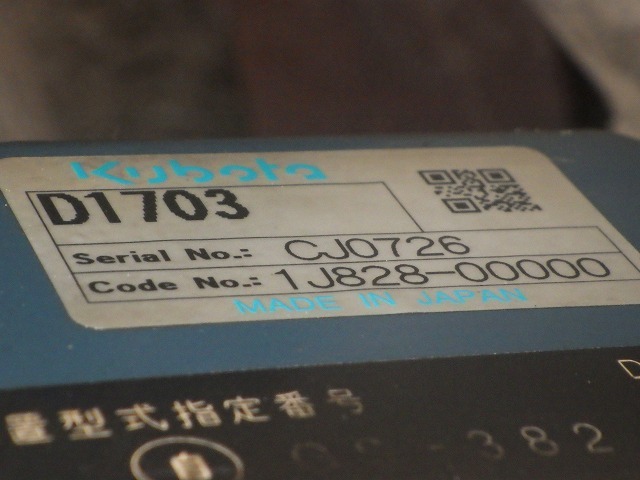 Kubota
D1703
Serial No.: CJ0726
Code No.: 1J828-00000
MADE IN JAPAN
置型式指定番号
382